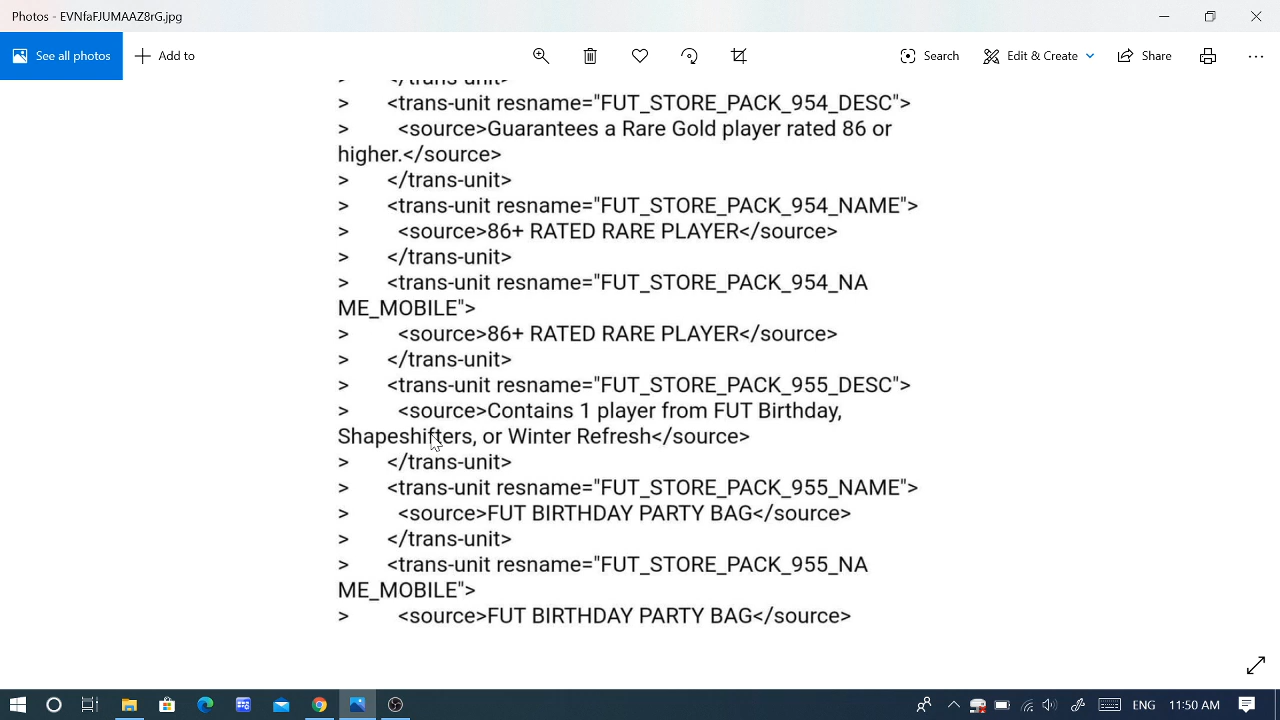 Photos - EVNfaFJUMAAZ8rG.jpg
See all photos
Add to
Search
Edit & Create
Share
> </trans-unit>
> <trans-unit resname="FUT_STORE_PACK_954_DESC">
> <source>Guarantees a Rare Gold player rated 86 or
higher.</source>
> </trans-unit>
> <trans-unit resname="FUT_STORE_PACK_954_NAME">
> <source>86+ RATED RARE PLAYER</source>
> </trans-unit>
> <trans-unit resname="FUT_STORE_PACK_954_NA
ME_MOBILE">
> <source>86+ RATED RARE PLAYER</source>
> </trans-unit>
> <trans-unit resname="FUT_STORE_PACK_955_DESC">
> <source>Contains 1 player from FUT Birthday,
Shapeshifters, or Winter Refresh</source>
> </trans-unit>
> <trans-unit resname="FUT_STORE_PACK_955_NAME">
> <source>FUT BIRTHDAY PARTY BAG</source>
> </trans-unit>
> <trans-unit resname="FUT_STORE_PACK_955_NA
ME_MOBILE">
> <source>FUT BIRTHDAY PARTY BAG</source>
ENG
11:50 AM